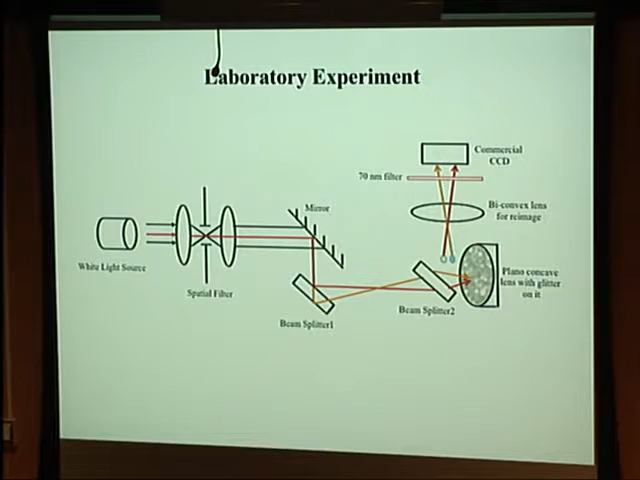 Laboratory Experiment
Commercial
CCD
70 nm filter
Bi-convex lens
for reimage
Mirror
White Light Source
Spatial Filter
Plano concave
lens with glitter
on it
Beam Splitter1
Beam Splitter2